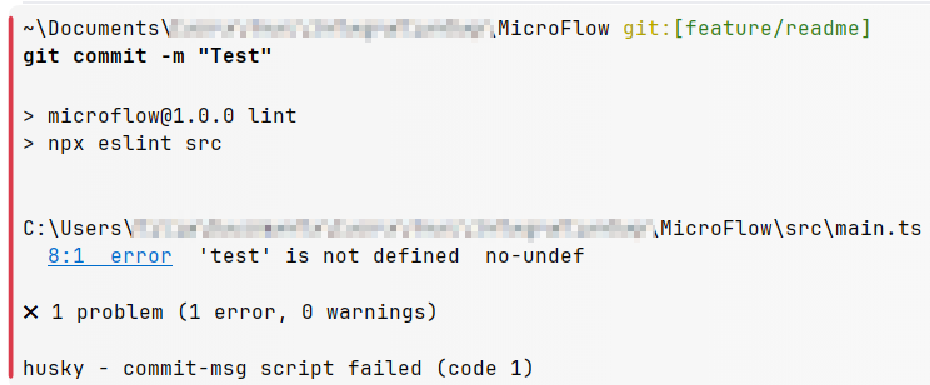 ~\Documents\ \MicroFlow git:[feature/readme]
git commit -m "Test"
> microflow@1.0.0 lint
> npx eslint src
C:\Users\ \MicroFlow\src\main.ts
8:1 error 'test' is not defined no-undef
✕ 1 problem (1 error, 0 warnings)
husky - commit-msg script failed (code 1)